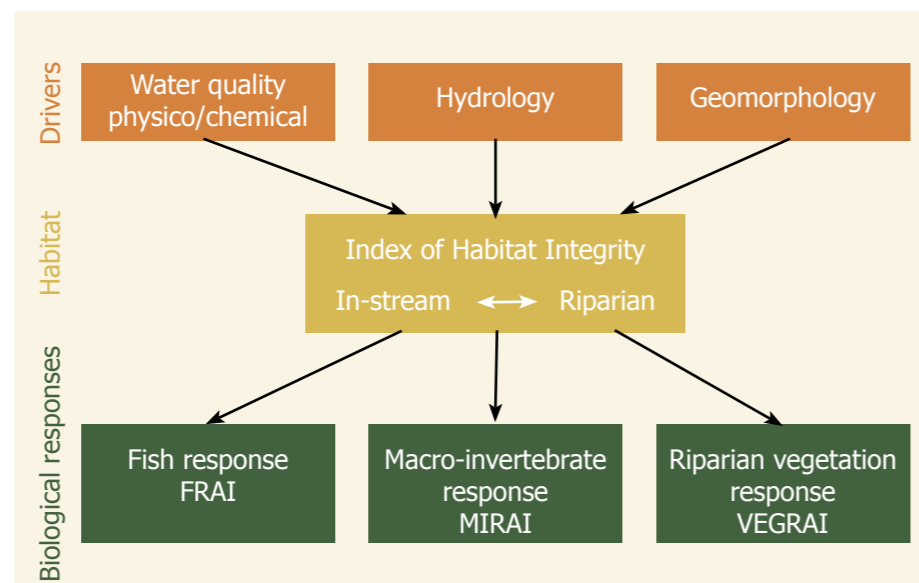 Drivers
Water quality
physico/chemical
Hydrology
Geomorphology
Habitat
Index of Habitat Integrity
In-stream
Riparian
Biological responses
Fish response
FRAI
Macro-invertebrate
response
MIRAI
Riparian vegetation
response
VEGRAI